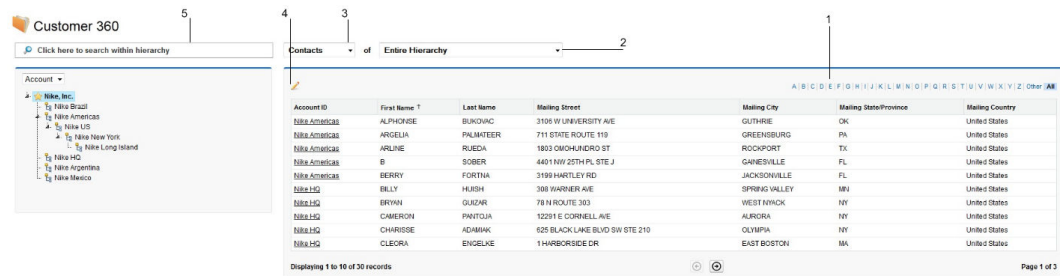 5
4
3
1
Customer 360
2
Click here to search within hierarchy
Contacts of Entire Hierarchy
Account
A B C D E F G H I J K L M N O P Q R S T U V W X Y Z Other All
Nike, Inc.
Nike Brazil
Nike Americas
Nike US
Nike New York
Nike Long Island
Nike HQ
Nike Argentina
Nike Mexico
Account ID First Name ↑ Last Name Mailing Street Mailing City Mailing State/Province Mailing Country
Nike Americas ALPHONSE BUKOVAC 3106 W UNIVERSITY AVE GUTHRIE OK United States
Nike Americas ARGELIA PALMATEER 711 STATE ROUTE 119 GREENSBURG PA United States
Nike Americas ARLINE RUEDA 1803 OMOHUNDRO ST ROCKPORT TX United States
Nike Americas B SOBER 4401 NW 25TH PL STE J GAINESVILLE FL United States
Nike Americas BERRY FORTNA 3199 HARTLEY RD JACKSONVILLE FL United States
Nike HQ BILLY HUISH 308 WARNER AVE SPRING VALLEY MN United States
Nike HQ BRYAN GUIZAR 78 N ROUTE 303 WEST NYACK NY United States
Nike HQ CAMERON PANTOJA 12291 E CORNELL AVE AURORA NY United States
Nike HQ CHARISSE ADAMIAK 625 BLACK LAKE BLVD SW STE 210 OLYMPIA NY United States
Nike HQ CLEORA ENGELKE 1 HARBORSIDE DR EAST BOSTON MA United States
Displaying 1 to 10 of 30 records Page 1 of 3